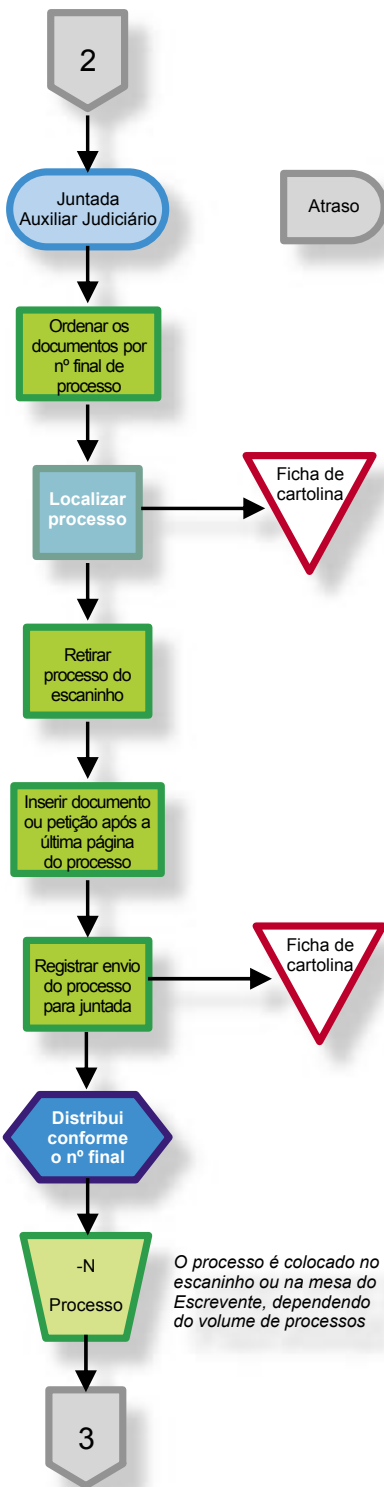 2
Juntada
Auxiliar Judiciário
Atraso
Ordenar os
documentos por
nº final de
processo
Localizar
processo
Ficha de
cartolina
Retirar
processo do
escaninho
Inserir documento
ou petição após a
última página
do processo
Registrar envio
do processo
para juntada
Ficha de
cartolina
Distribui
conforme
o nº final
-N
Processo
O processo é colocado no
escaninho ou na mesa do
Escrevente, dependendo
do volume de processos
3